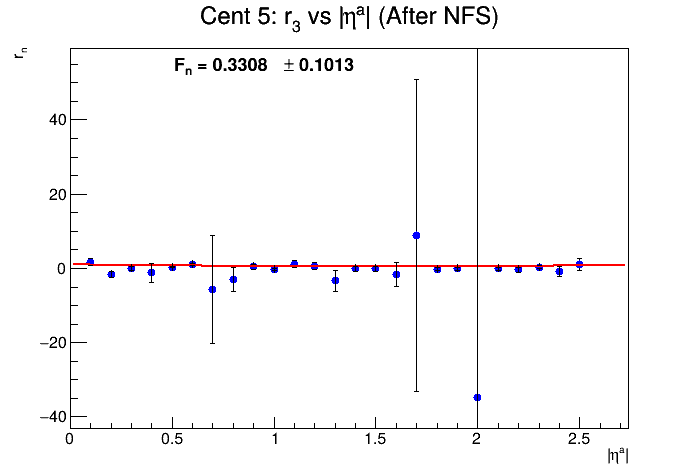 Cent 5: r3 vs |ηa| (After NFS)
rn
Fn = 0.3308 ± 0.1013
40
20
0
−20
−40
0 0.5 1 1.5 2 2.5
|ηa|